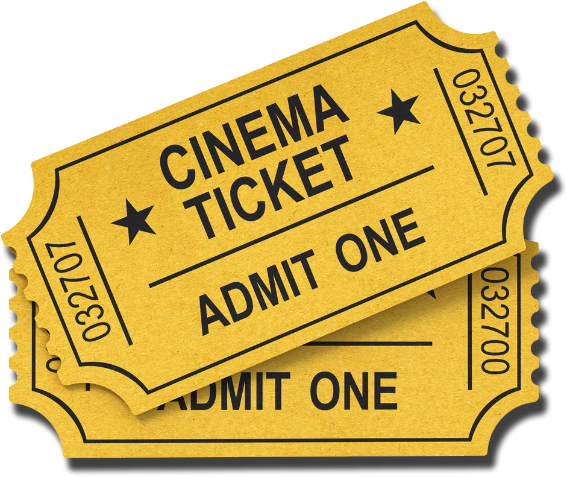 CINEMA
TICKET
ADMIT ONE
032707
032707
ADMIT ONE
032700